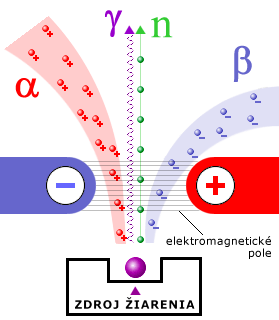 γ n
α β
− +
elektromagnetické
pole
ZDROJ ŽIARENIA